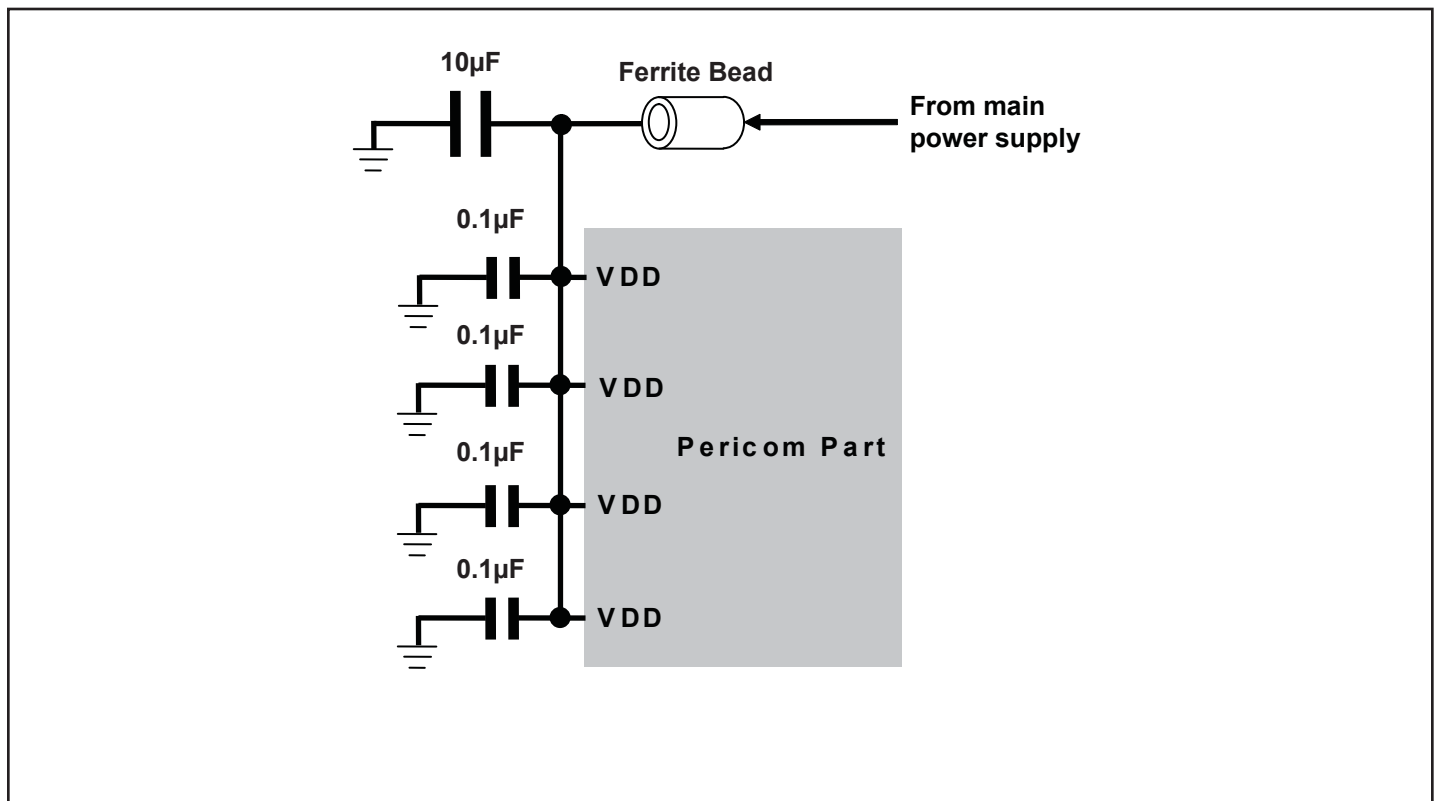 10µF
Ferrite Bead
From main
power supply
0.1µF
VDD
0.1µF
VDD
Pericom Part
0.1µF
VDD
0.1µF
VDD